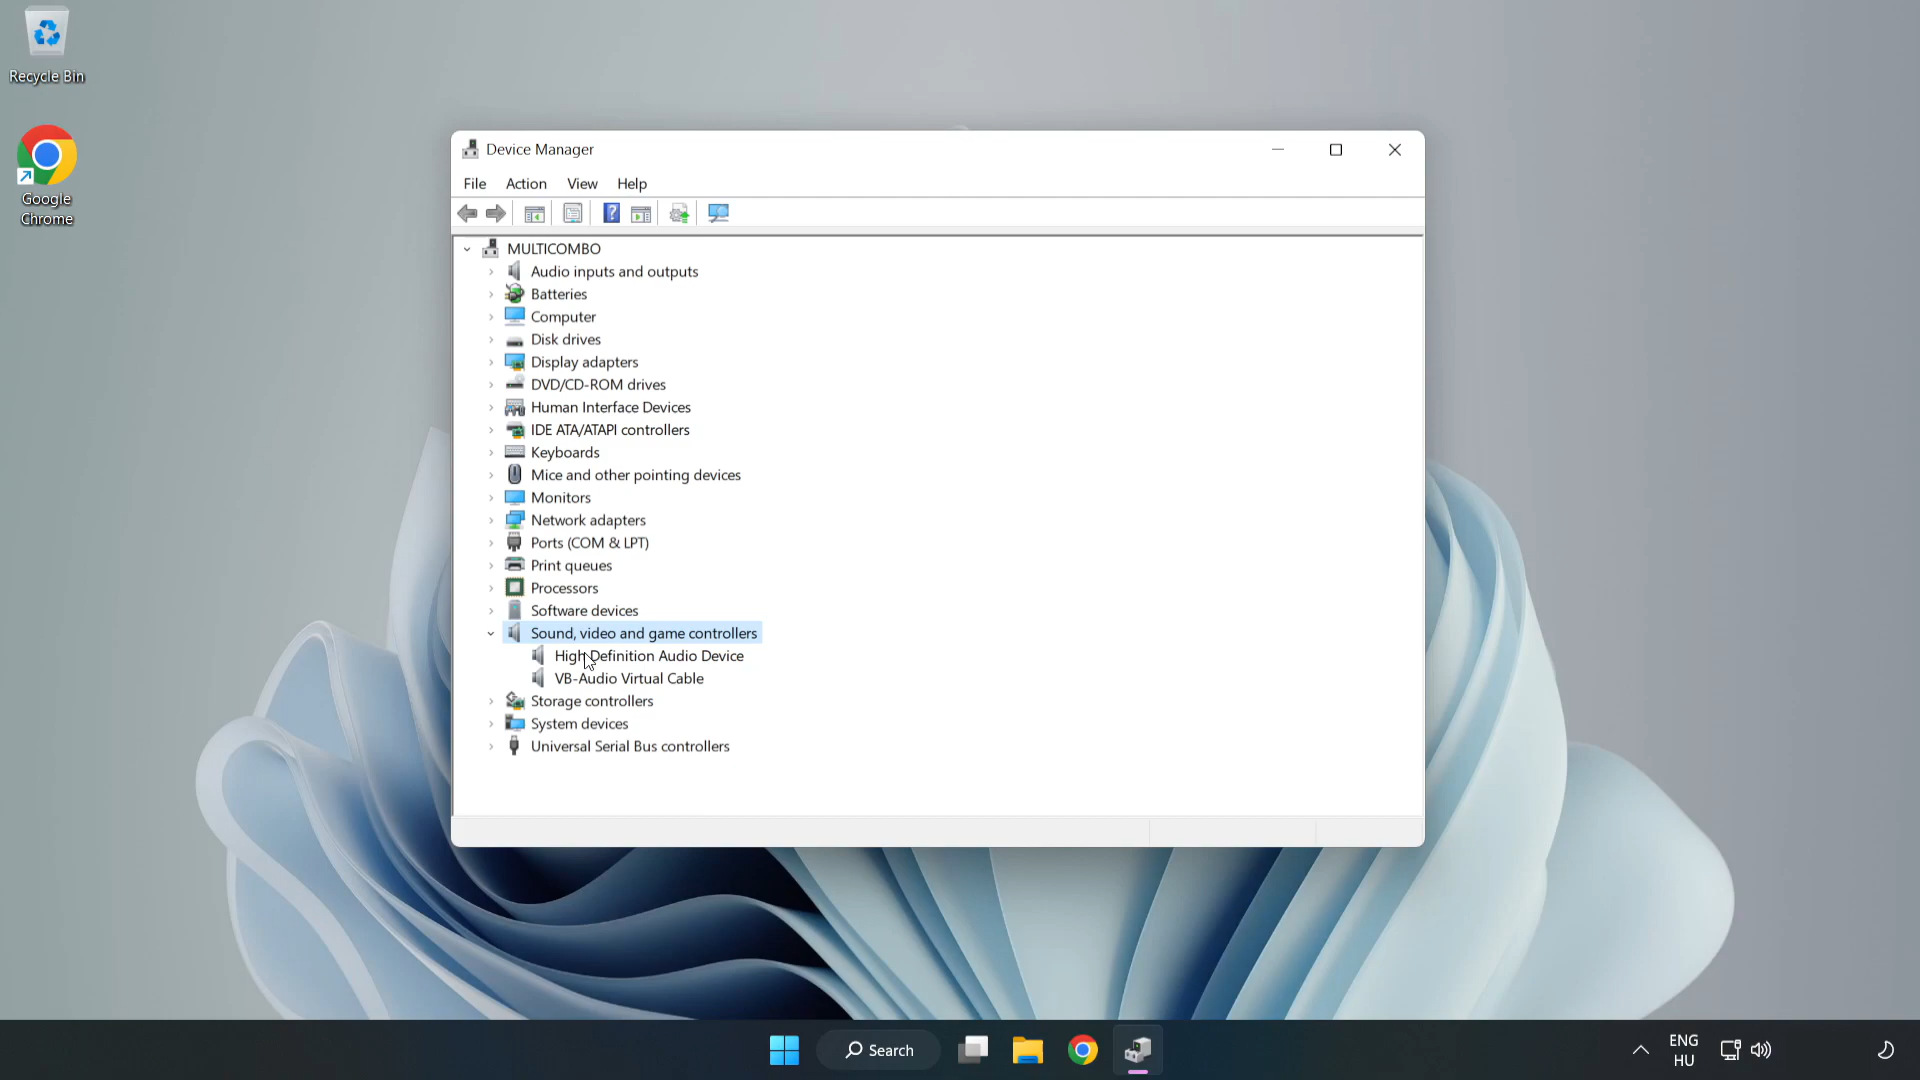 Recycle Bin
Google
Chrome
Device Manager
File Action View Help
MULTICOMBO
Audio inputs and outputs
Batteries
Computer
Disk drives
Display adapters
DVD/CD-ROM drives
Human Interface Devices
IDE ATA/ATAPI controllers
Keyboards
Mice and other pointing devices
Monitors
Network adapters
Ports (COM & LPT)
Print queues
Processors
Software devices
Sound, video and game controllers
High Definition Audio Device
VB-Audio Virtual Cable
Storage controllers
System devices
Universal Serial Bus controllers
Search
ENG
HU